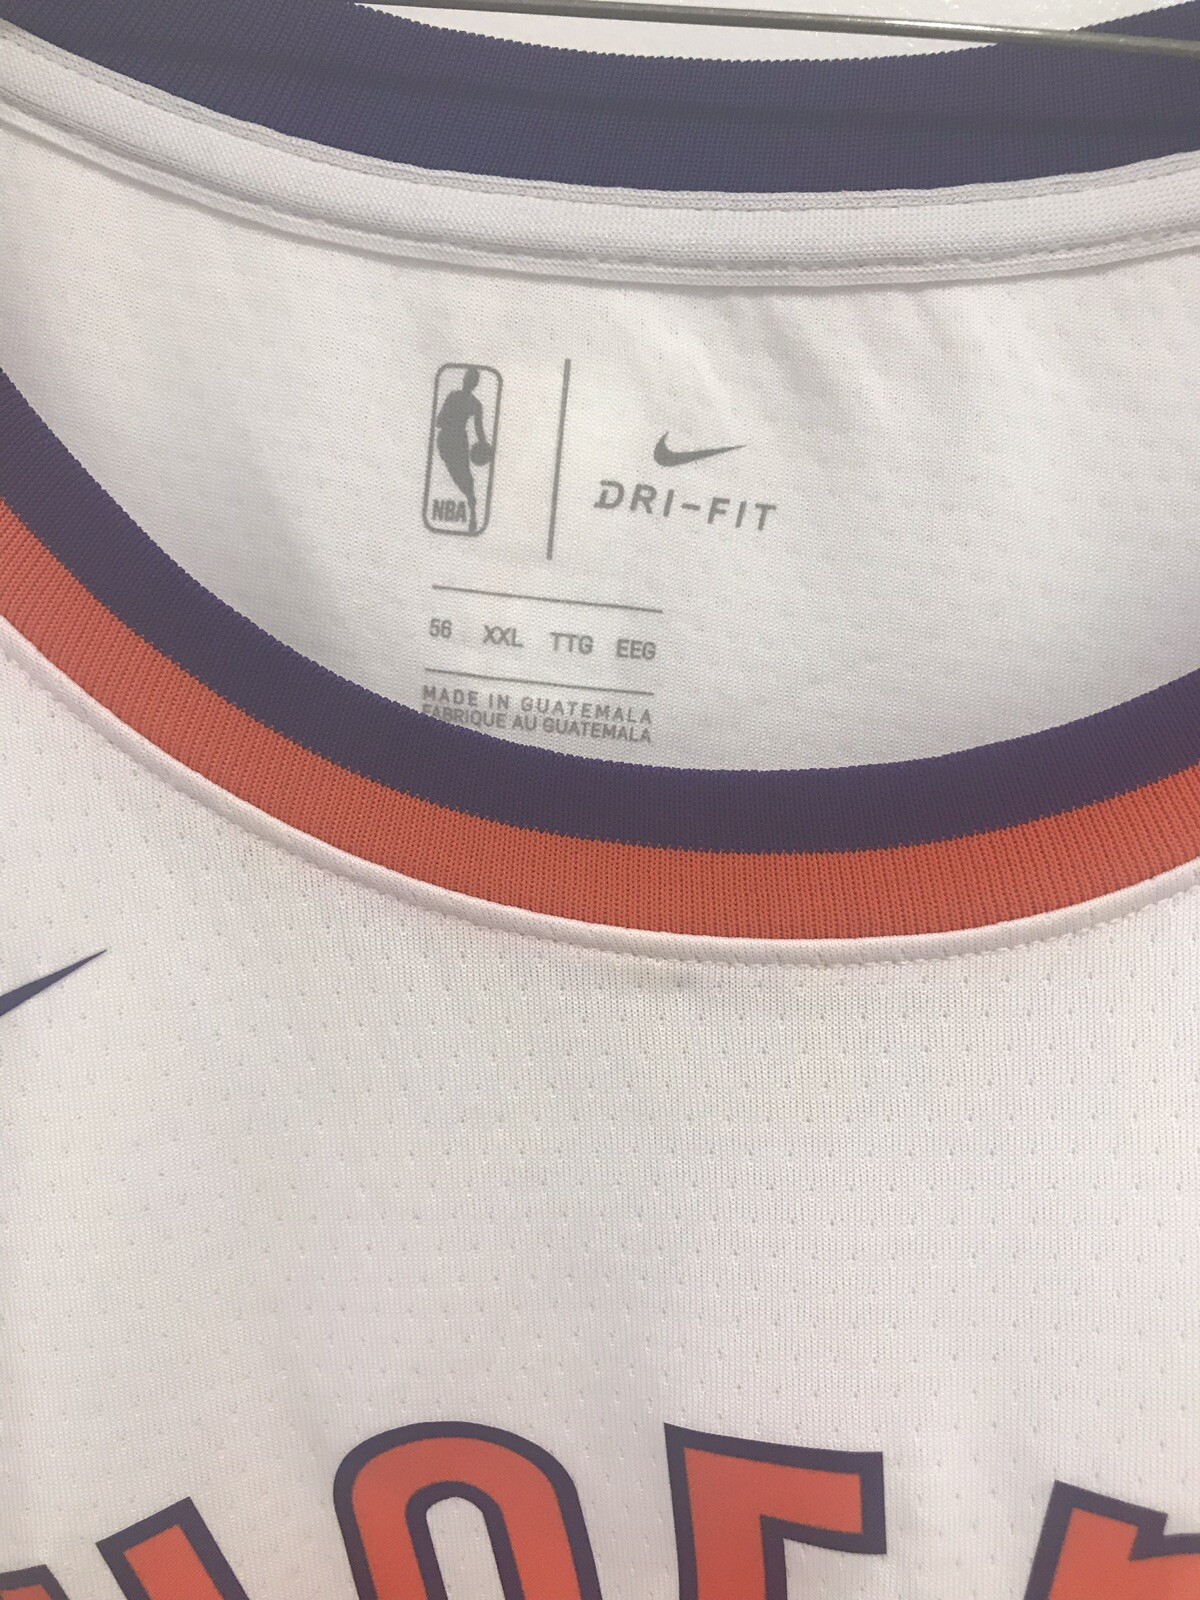 NBA
DRI-FIT
56 XXL TTG EEG
MADE IN GUATEMALA
FABRIQUE AU GUATEMALA